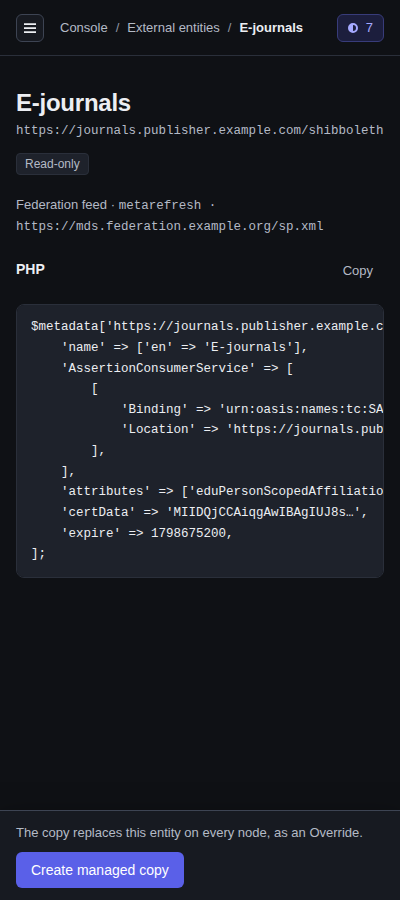 Console / External entities / E-journals
7
E-journals
https://journals.publisher.example.com/shibboleth
Read-only
Federation feed · metarefresh ·
https://mds.federation.example.org/sp.xml
PHP
Copy
$metadata['https://journals.publisher.example.c
'name' => ['en' => 'E-journals'],
'AssertionConsumerService' => [
[
'Binding' => 'urn:oasis:names:tc:SA
'Location' => 'https://journals.pub
],
],
'attributes' => ['eduPersonScopedAffiliatio
'certData' => 'MIIDQjCCAiqgAwIBAgIUJ8s…',
'expire' => 1798675200,
];
The copy replaces this entity on every node, as an Override.
Create managed copy